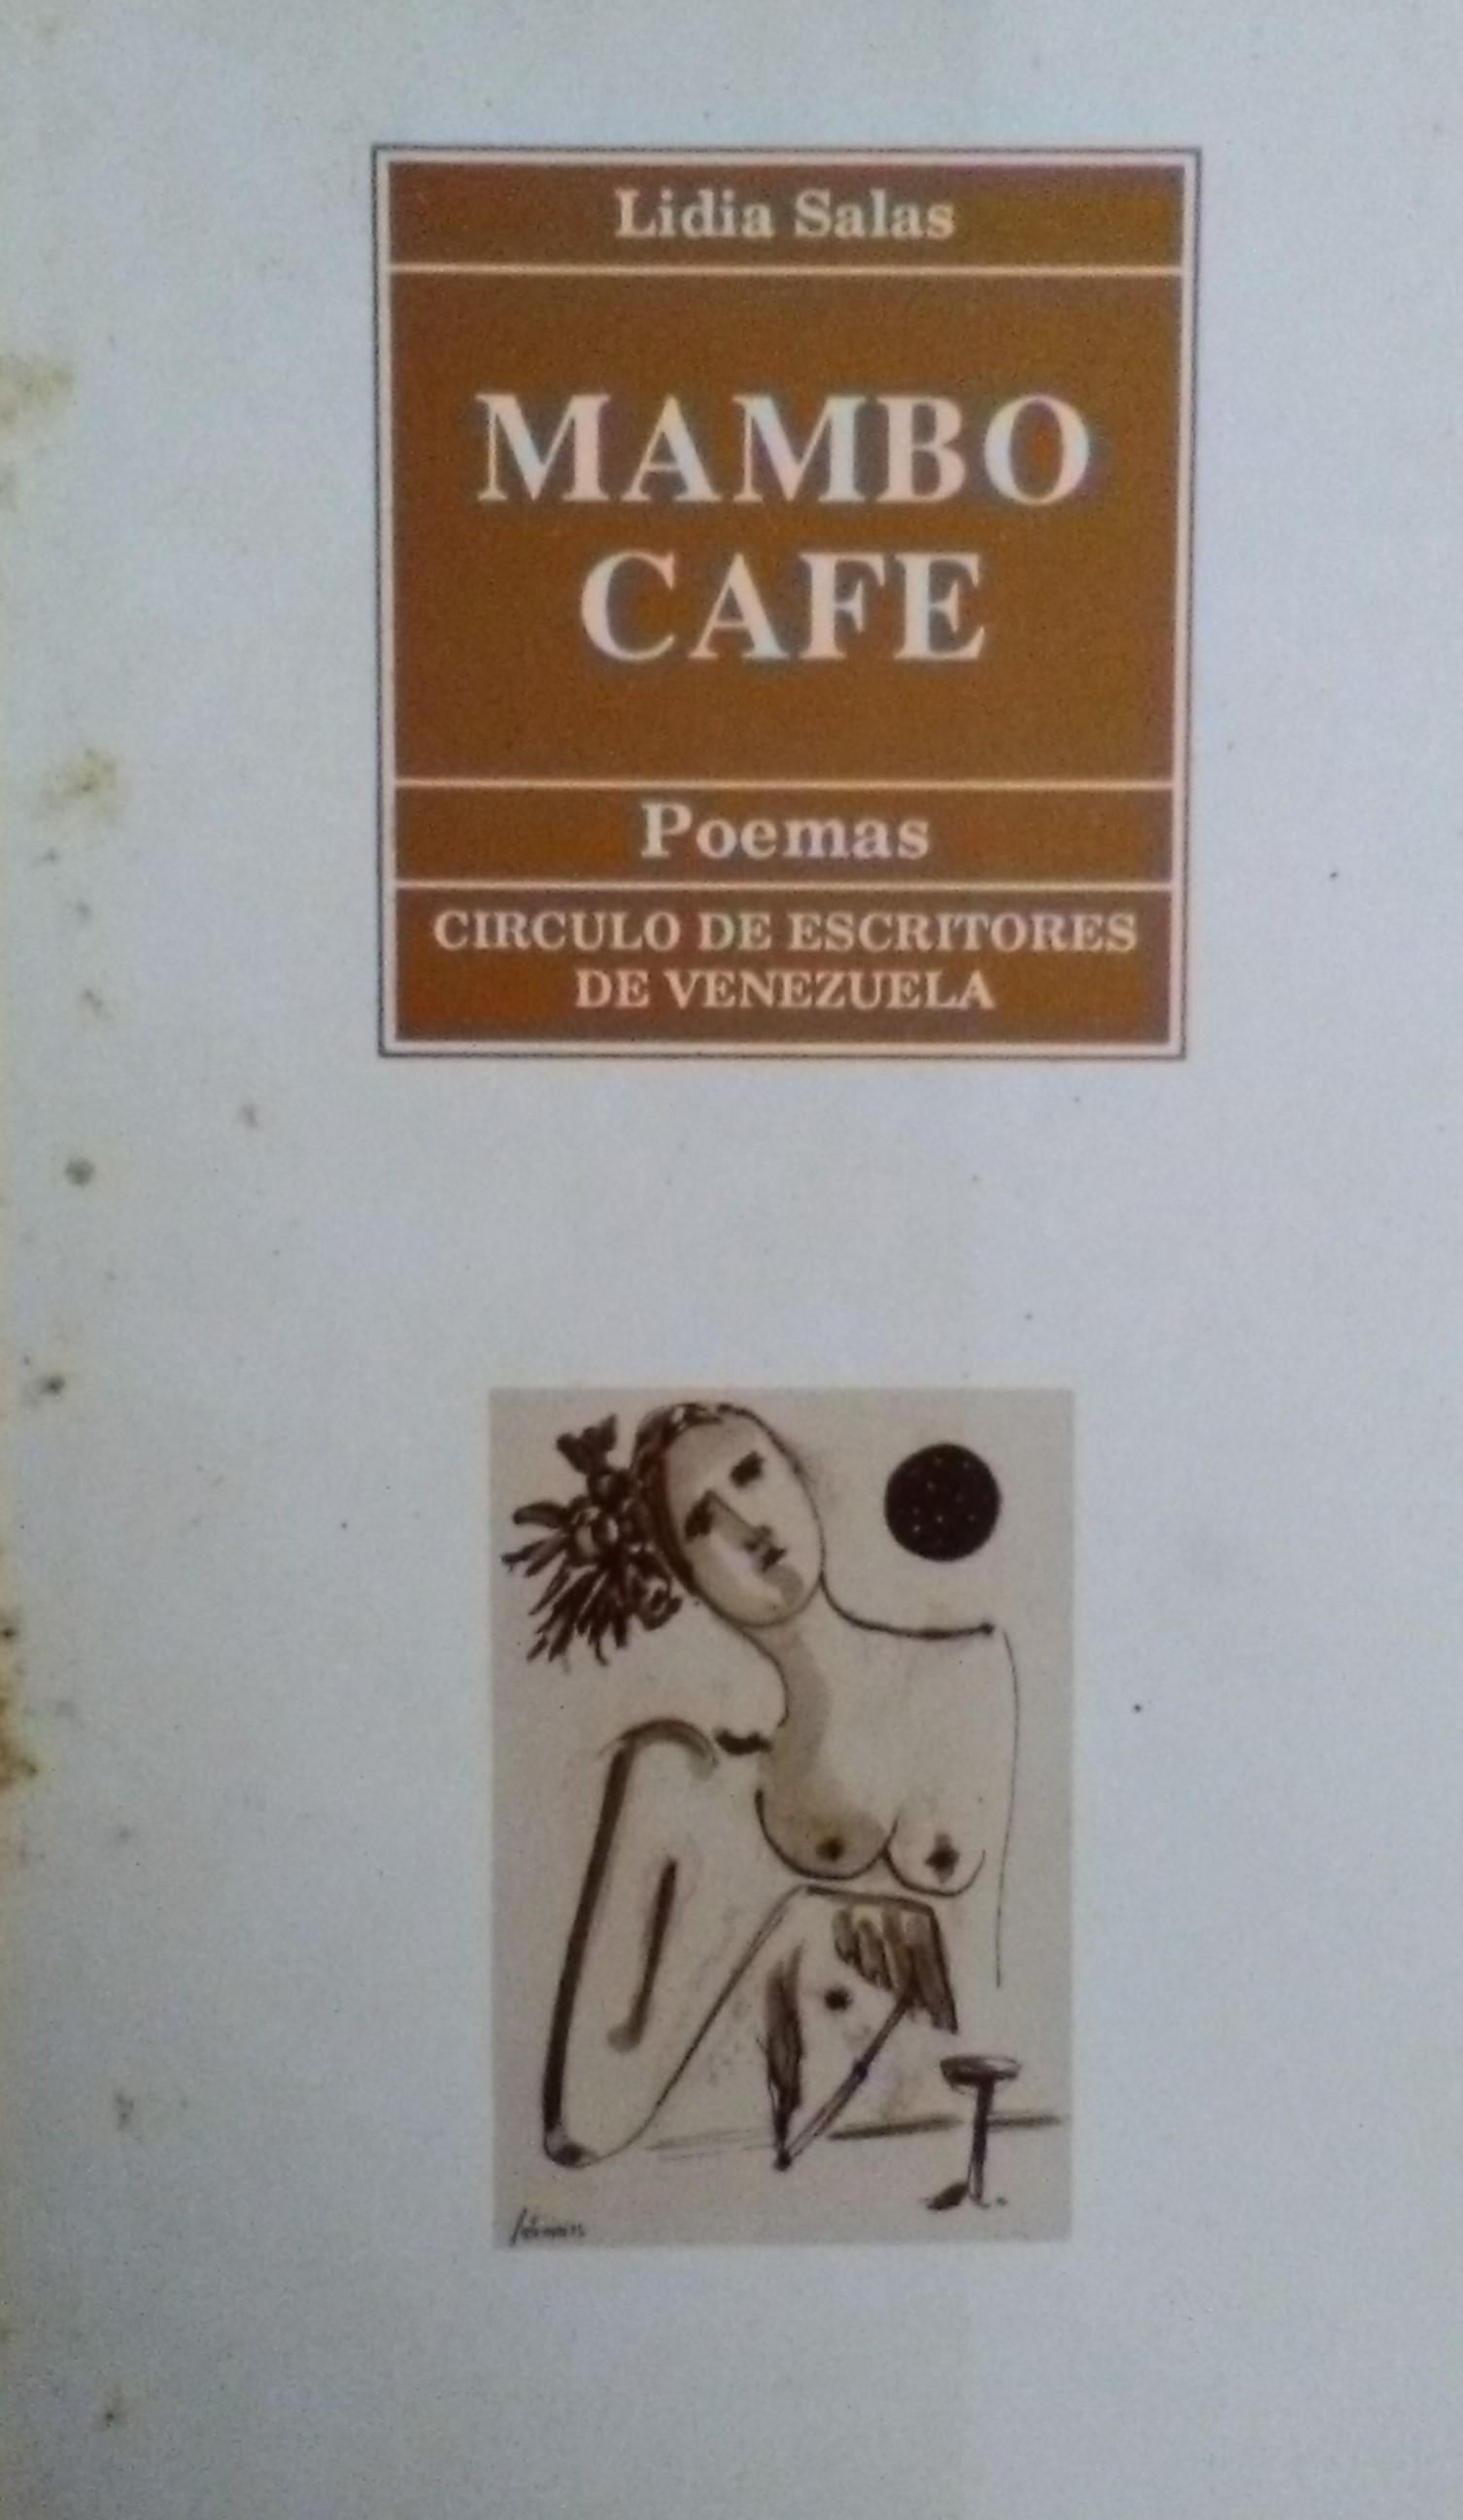 Lidia Salas
MAMBO
CAFE
Poemas
CIRCULO DE ESCRITORES
DE VENEZUELA